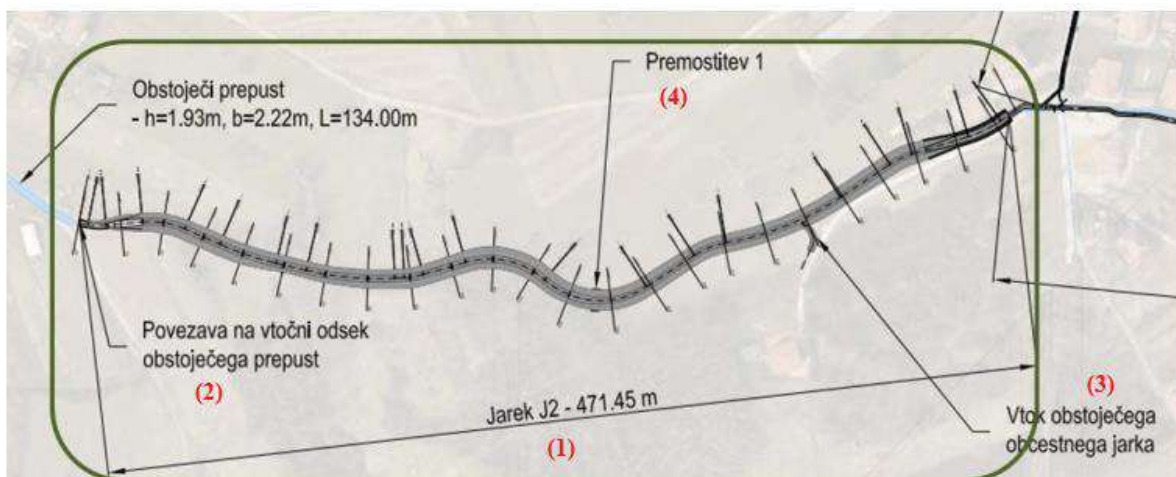 Obstoječi prepust
- h=1.93m, b=2.22m, L=134.00m
Premostitev 1
(4)
Povezava na vtočni odsek
obstoječega prepust
(2)
Jarek J2 - 471.45 m
(1)
(3)
Vtok obstoječega
obcestnega jarka